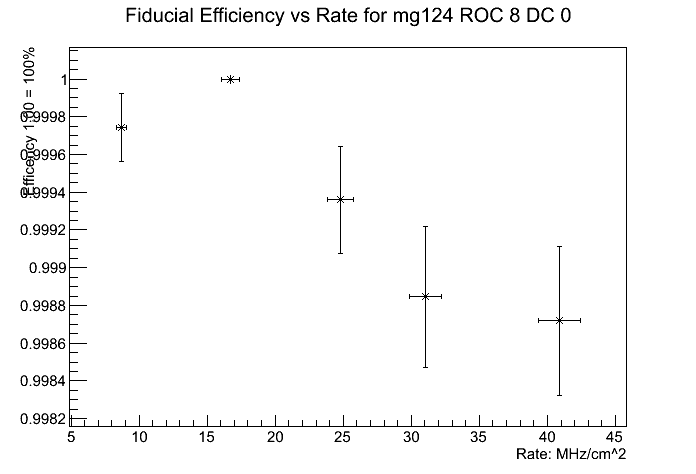 Fiducial Efficiency vs Rate for mg124 ROC 8 DC 0
Efficency 1.00 = 100%
1
0.9998
0.9996
0.9994
0.9992
0.999
0.9988
0.9986
0.9984
0.9982
5 10 15 20 25 30 35 40 45
Rate: MHz/cm^2